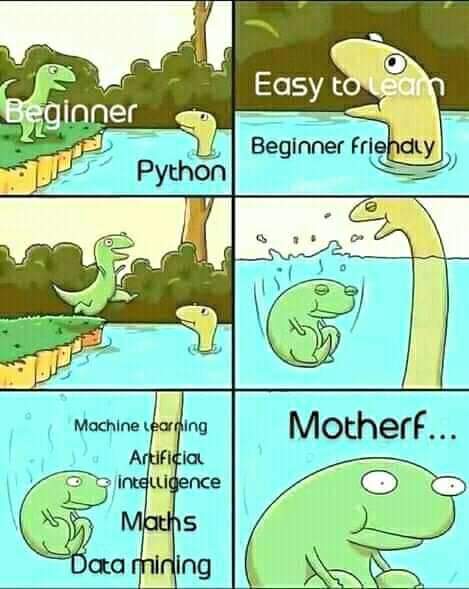 Beginner
Python
Easy to Learn
Beginner friendly
Machine learning
Artificial
intelligence
Maths
Data mining
Motherf...